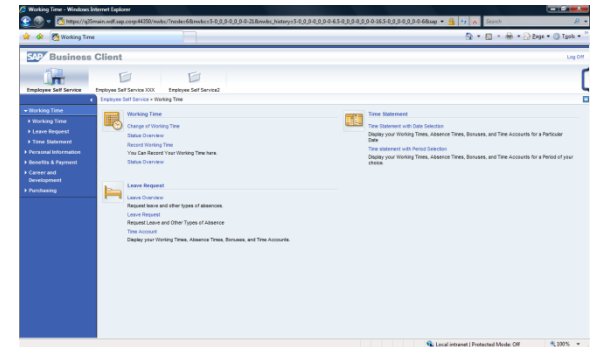 Working Time - Windows Internet Explorer
Search
Working Time
Page
Tools
SAP Business Client
Log Off
Employee Self Service
Employee Self Service XXX
Employee Self Service2
Employee Self Service > Working Time
Working Time
Working Time
Leave Request
Time Statement
Personal Information
Benefits & Payment
Career and
Development
Purchasing
Working Time
Change of Working Time
Status Overview
Record Working Time
You Can Record Your Working Time here.
Status Overview
Leave Request
Leave Overview
Request leave and other types of absences.
Leave Request
Request Leave and Other Types of Absence
Time Account
Display your Working Times, Absence Times, Bonuses, and Time Accounts.
Time Statement
Time Statement with Date Selection
Display your Working Times, Absence Times, Bonuses, and Time Accounts for a Particular
Date
Time statement with Period Selection
Display your Working Times, Absence Times, Bonuses, and Time Accounts for a Period of your
choice.
Local intranet | Protected Mode: Off
100%